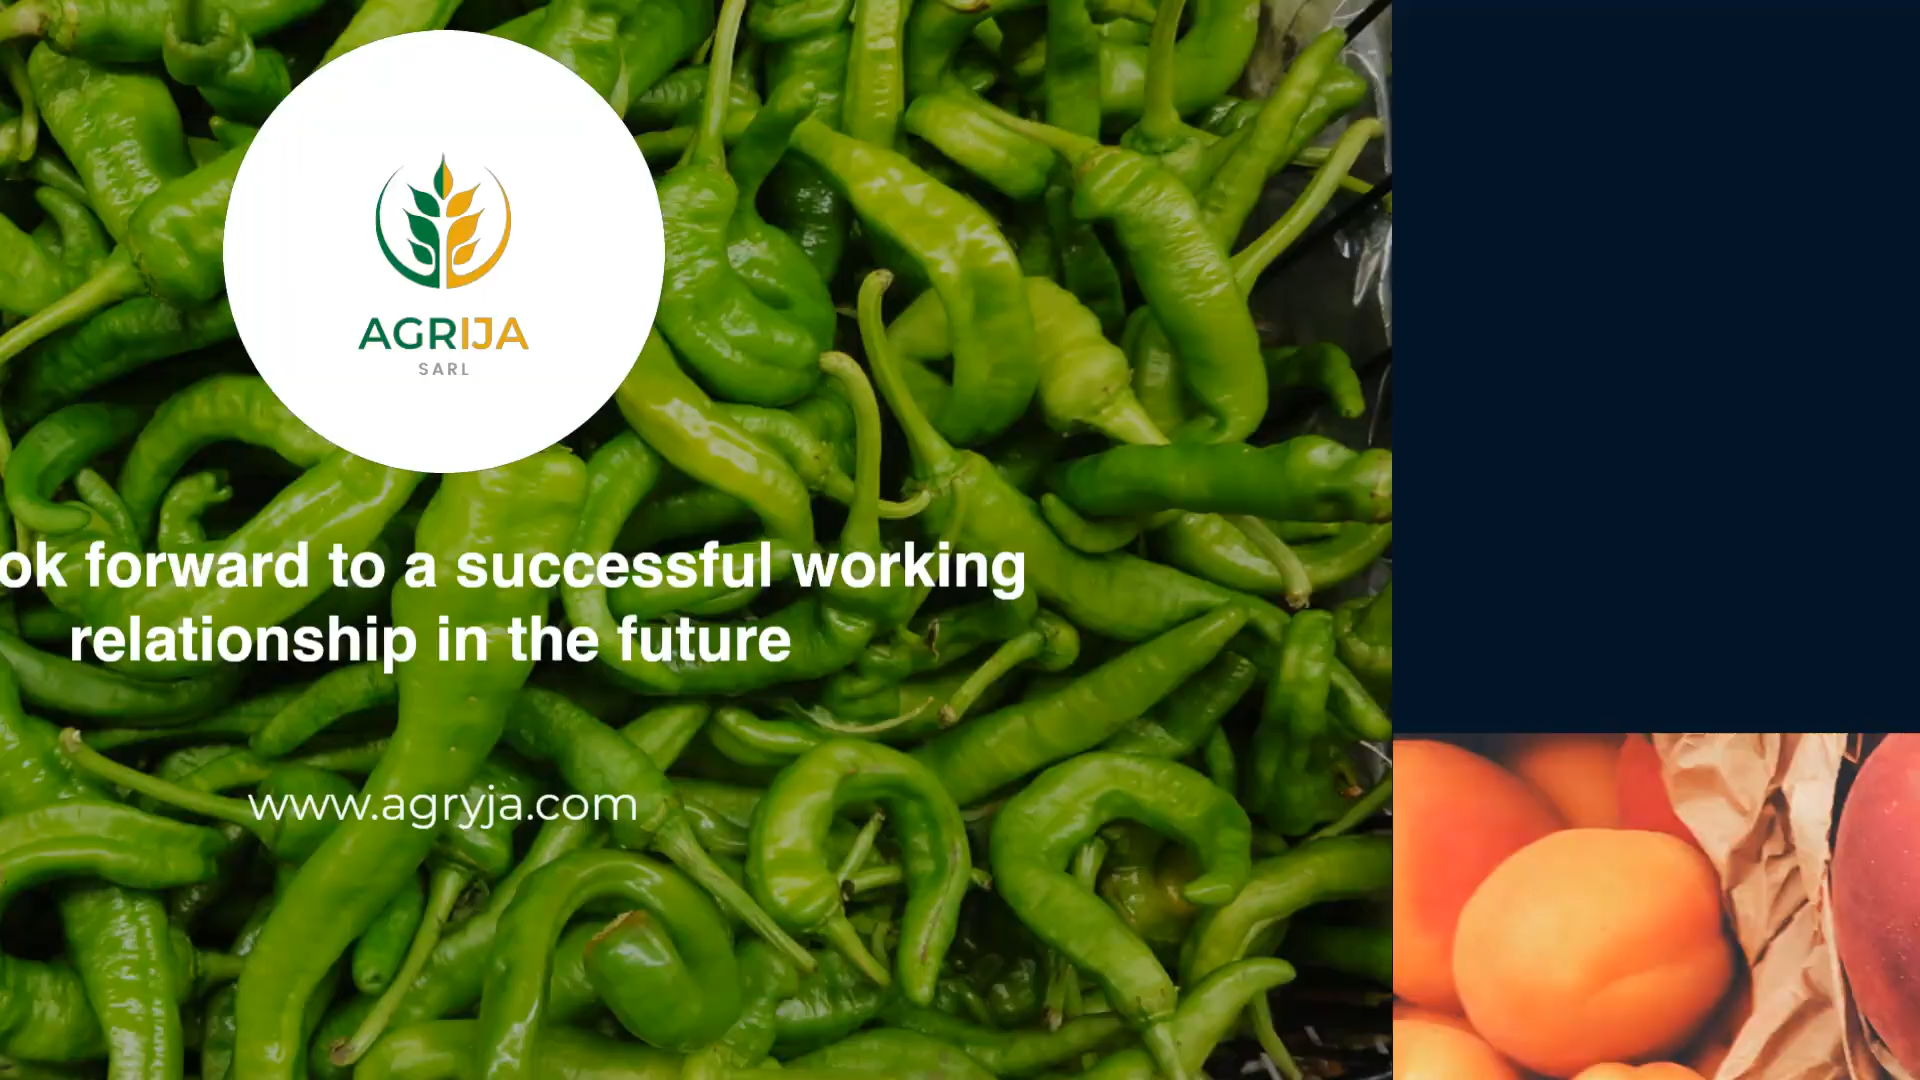 AGRIJA
SARL
ok forward to a successful working
relationship in the future
www.agryja.com